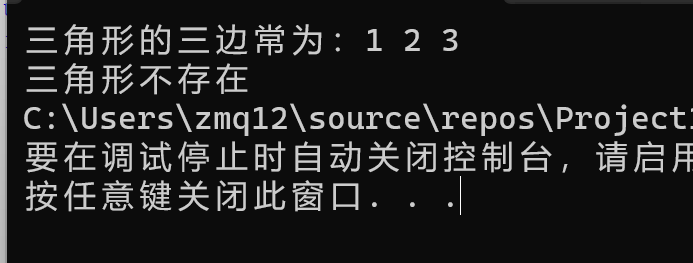 三角形的三边常为：1 2 3
三角形不存在
C:\Users\zmq12\source\repos\Project
要在调试停止时自动关闭控制台，请启用
按任意键关闭此窗口. . .